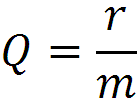 Q = r/m